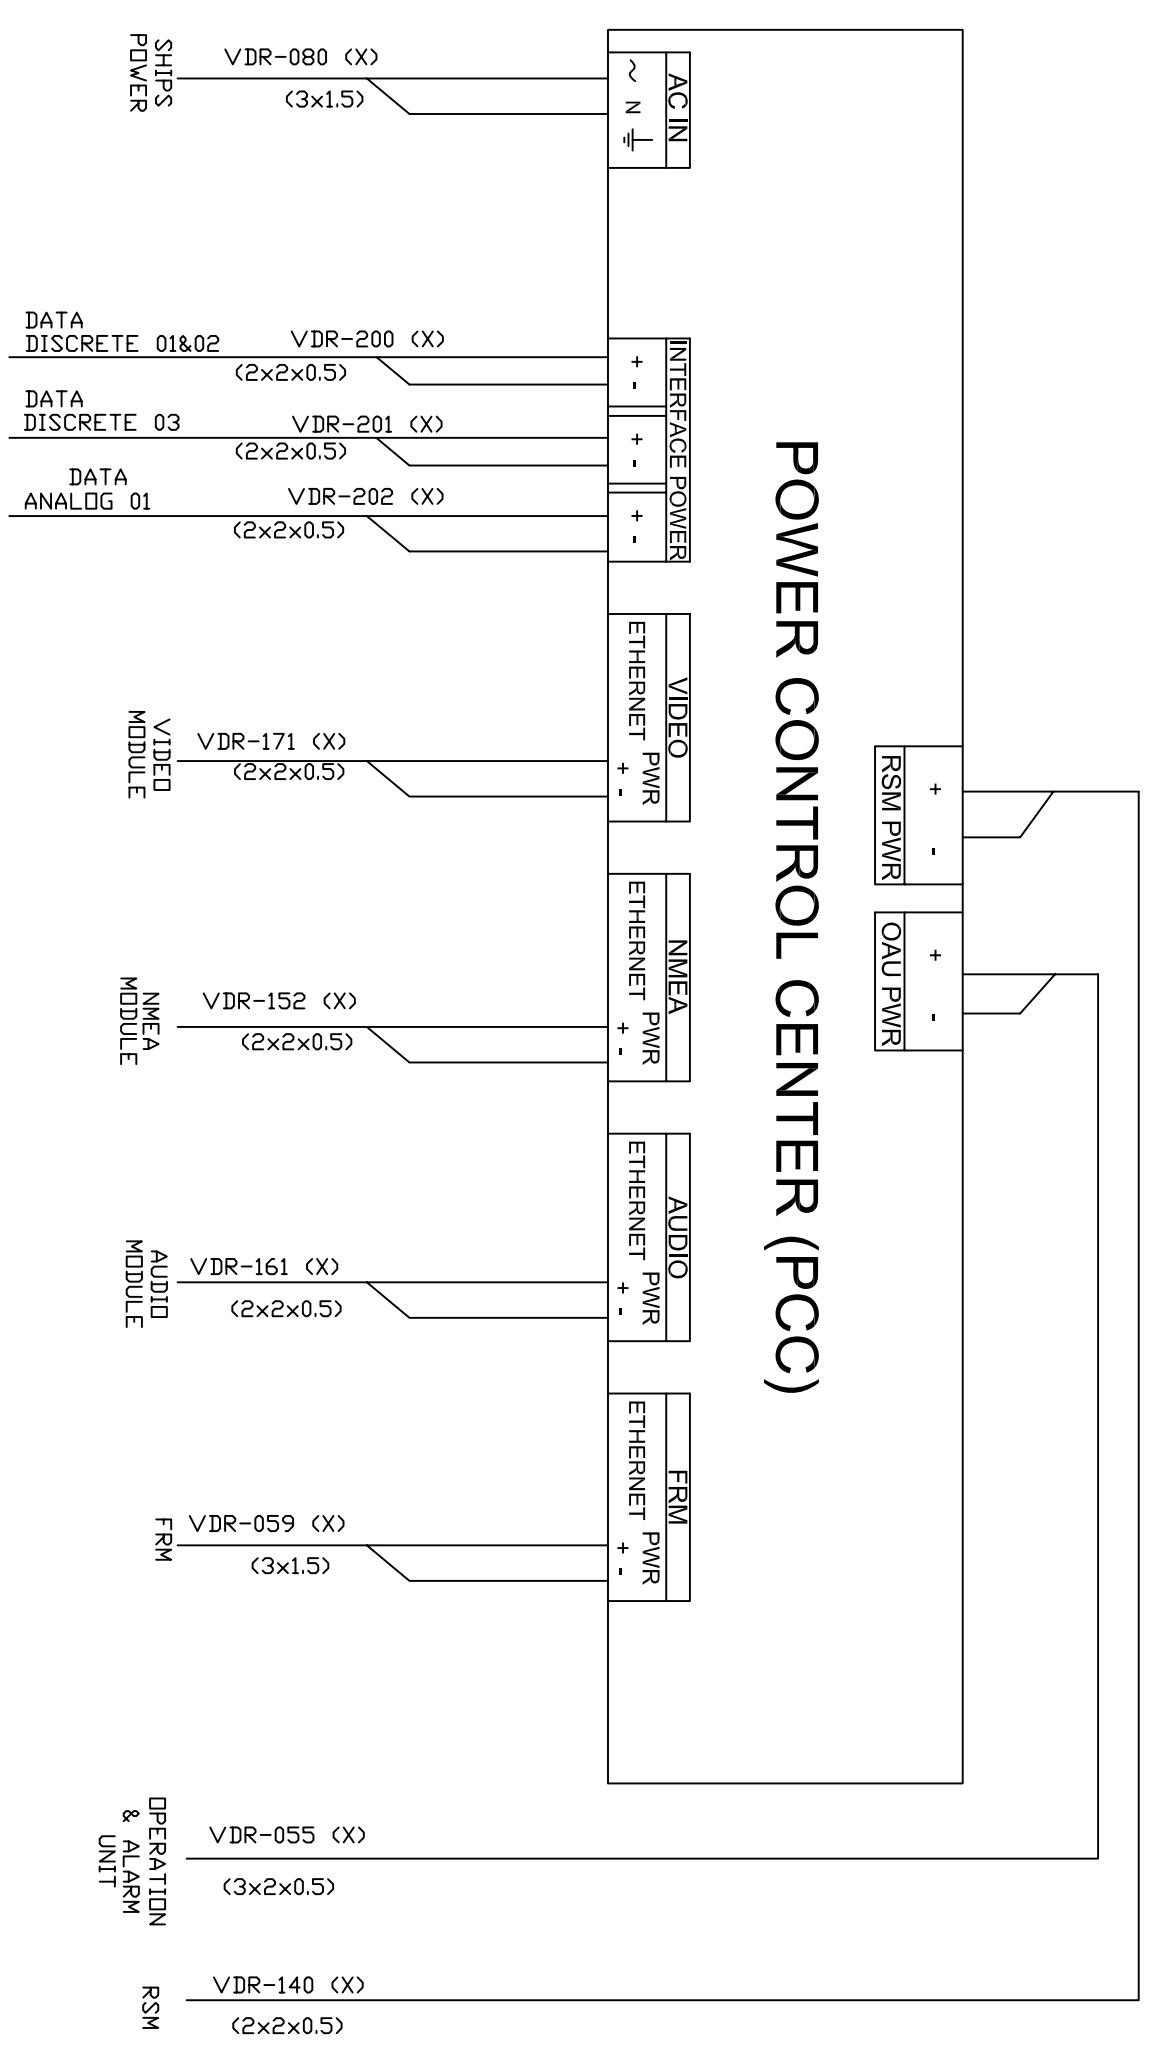 SHIPS
POWER
VDR-080 (X)
(3x1.5)
AC IN
~ N
DATA
DISCRETE 01&02
VDR-200 (X)
(2x2x0.5)
DATA
DISCRETE 03
VDR-201 (X)
(2x2x0.5)
DATA
ANALOG 01
VDR-202 (X)
(2x2x0.5)
INTERFACE POWER
+ -
+ -
+ -
POWER CONTROL CENTER (PCC)
VIDEO
MODULE
VDR-171 (X)
(2x2x0.5)
VIDEO
ETHERNET PWR
+ -
RSM PWR
+ -
OAU PWR
+ -
NMEA
MODULE
VDR-152 (X)
(2x2x0.5)
NMEA
ETHERNET PWR
+ -
AUDIO
MODULE
VDR-161 (X)
(2x2x0.5)
AUDIO
ETHERNET PWR
+ -
FRM
VDR-059 (X)
(3x1.5)
FRM
ETHERNET PWR
+ -
OPERATION
& ALARM
UNIT
VDR-055 (X)
(3x2x0.5)
RSM
VDR-140 (X)
(2x2x0.5)